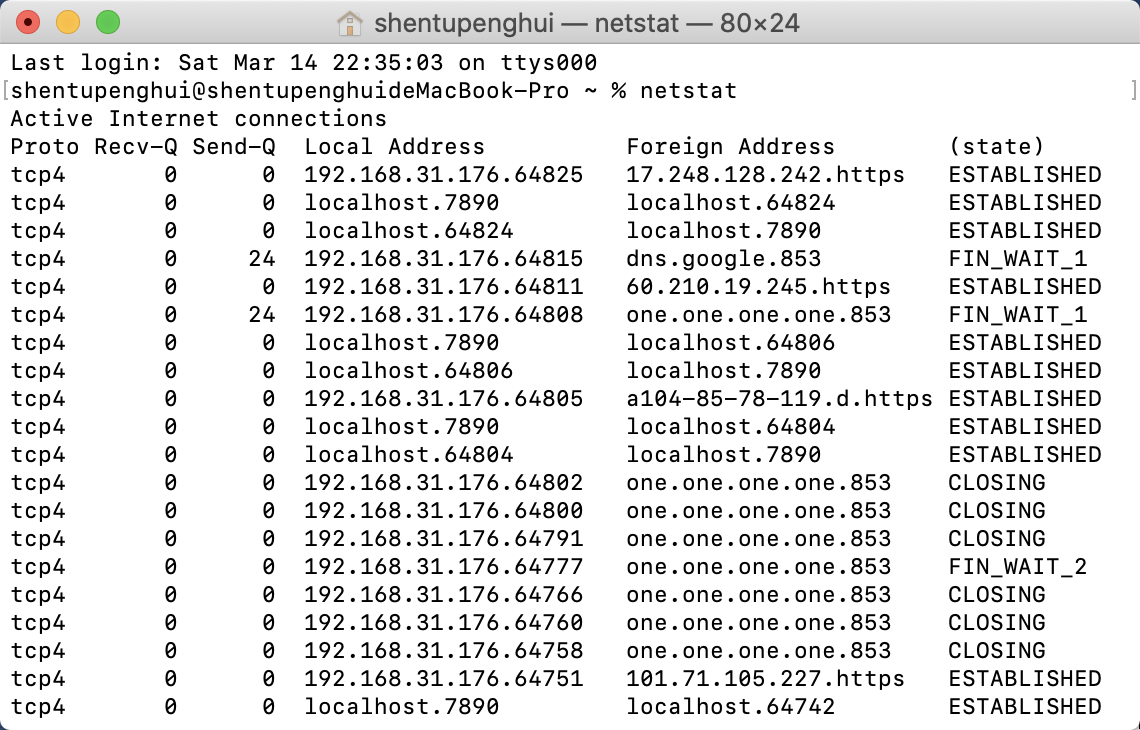 shentupenghui — netstat — 80×24
Last login: Sat Mar 14 22:35:03 on ttys000
[shentupenghui@shentupenghuideMacBook-Pro ~ % netstat ]
Active Internet connections
Proto Recv-Q Send-Q  Local Address          Foreign Address        (state)
tcp4       0      0  192.168.31.176.64825   17.248.128.242.https   ESTABLISHED
tcp4       0      0  localhost.7890         localhost.64824        ESTABLISHED
tcp4       0      0  localhost.64824        localhost.7890         ESTABLISHED
tcp4       0     24  192.168.31.176.64815   dns.google.853         FIN_WAIT_1
tcp4       0      0  192.168.31.176.64811   60.210.19.245.https    ESTABLISHED
tcp4       0     24  192.168.31.176.64808   one.one.one.one.853    FIN_WAIT_1
tcp4       0      0  localhost.7890         localhost.64806        ESTABLISHED
tcp4       0      0  localhost.64806        localhost.7890         ESTABLISHED
tcp4       0      0  192.168.31.176.64805   a104-85-78-119.d.https ESTABLISHED
tcp4       0      0  localhost.7890         localhost.64804        ESTABLISHED
tcp4       0      0  localhost.64804        localhost.7890         ESTABLISHED
tcp4       0      0  192.168.31.176.64802   one.one.one.one.853    CLOSING
tcp4       0      0  192.168.31.176.64800   one.one.one.one.853    CLOSING
tcp4       0      0  192.168.31.176.64791   one.one.one.one.853    CLOSING
tcp4       0      0  192.168.31.176.64777   one.one.one.one.853    FIN_WAIT_2
tcp4       0      0  192.168.31.176.64766   one.one.one.one.853    CLOSING
tcp4       0      0  192.168.31.176.64760   one.one.one.one.853    CLOSING
tcp4       0      0  192.168.31.176.64758   one.one.one.one.853    CLOSING
tcp4       0      0  192.168.31.176.64751   101.71.105.227.https   ESTABLISHED
tcp4       0      0  localhost.7890         localhost.64742        ESTABLISHED